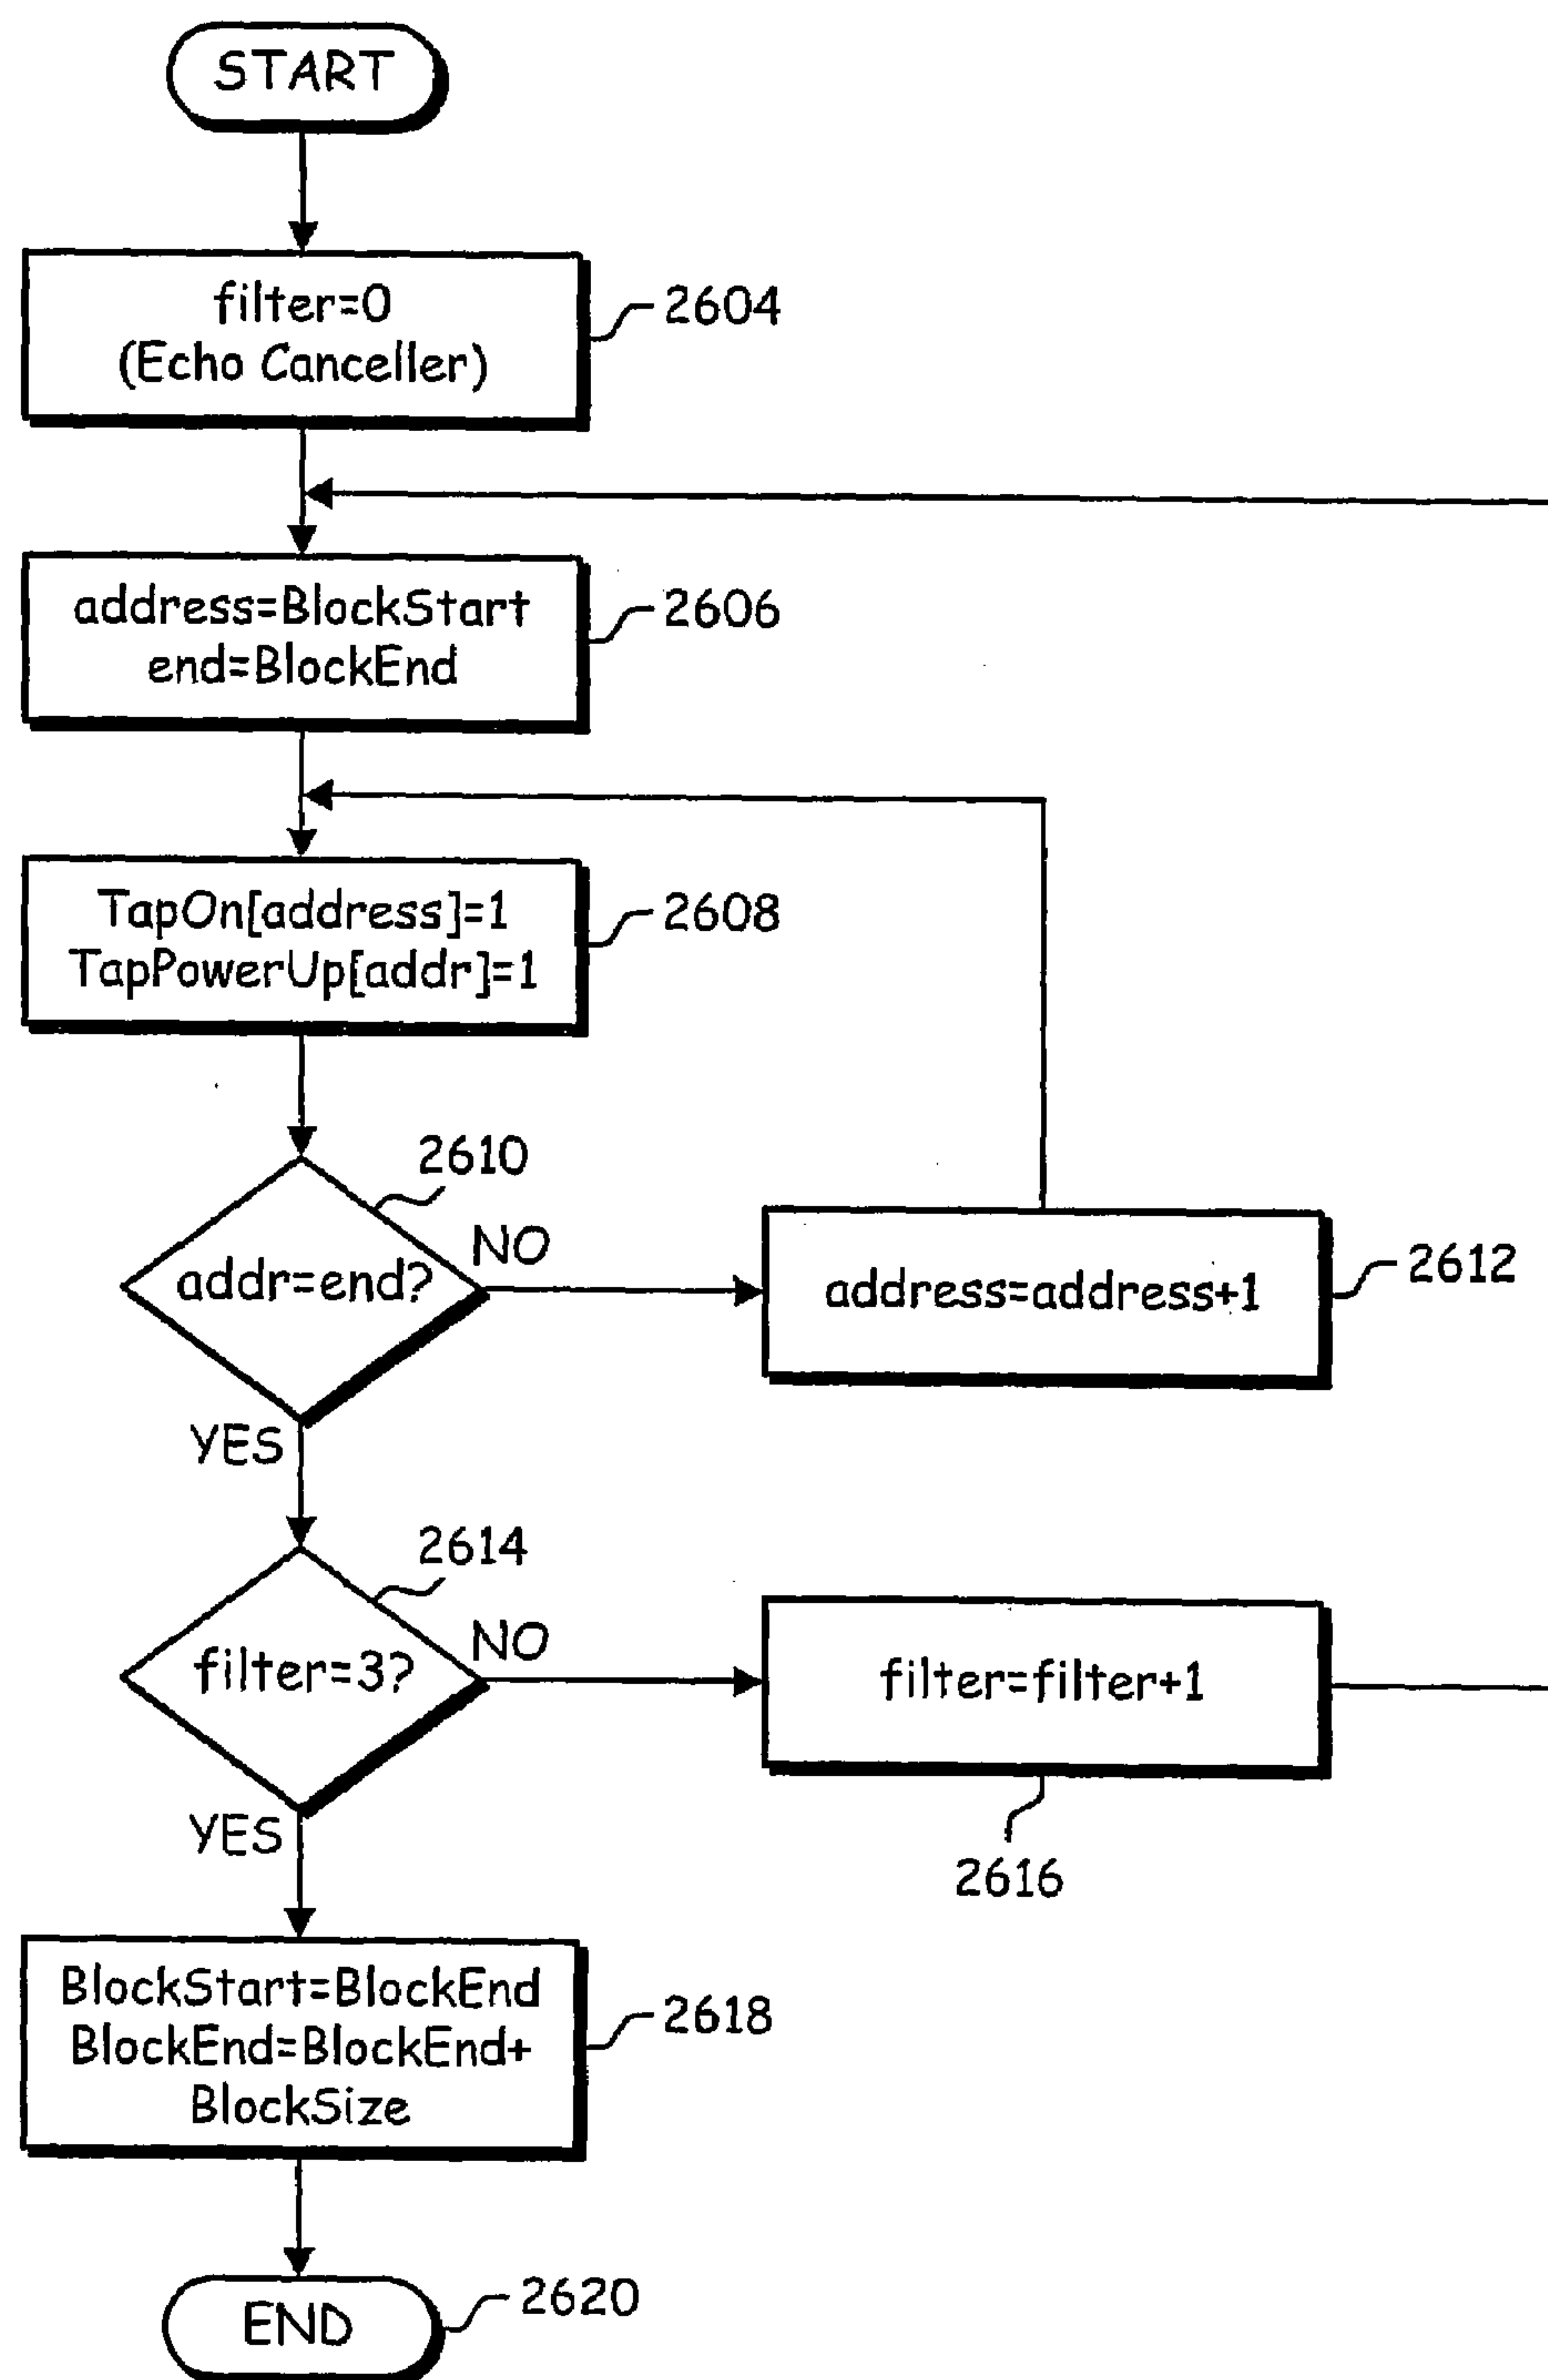 START
filter=0
(Echo Canceller)
2604
address=BlockStart
end=BlockEnd
2606
TapOn[address]=1
TapPowerUp[addr]=1
2608
2610
addr=end?
NO
address=address+1
2612
YES
2614
filter=3?
NO
filter=filter+1
2616
YES
BlockStart=BlockEnd
BlockEnd=BlockEnd+
BlockSize
2618
END
2620